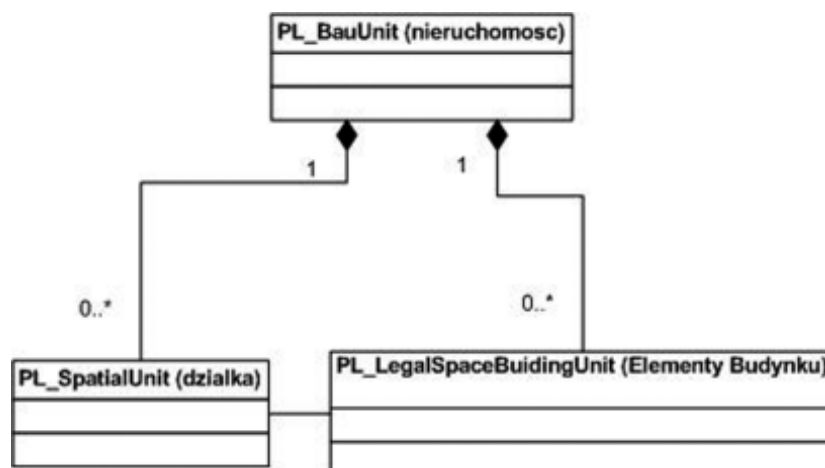 PL_BauUnit (nieruchomosc)
1
1
0..*
0..*
PL_SpatialUnit (dzialka)
PL_LegalSpaceBuidingUnit (Elementy Budynku)